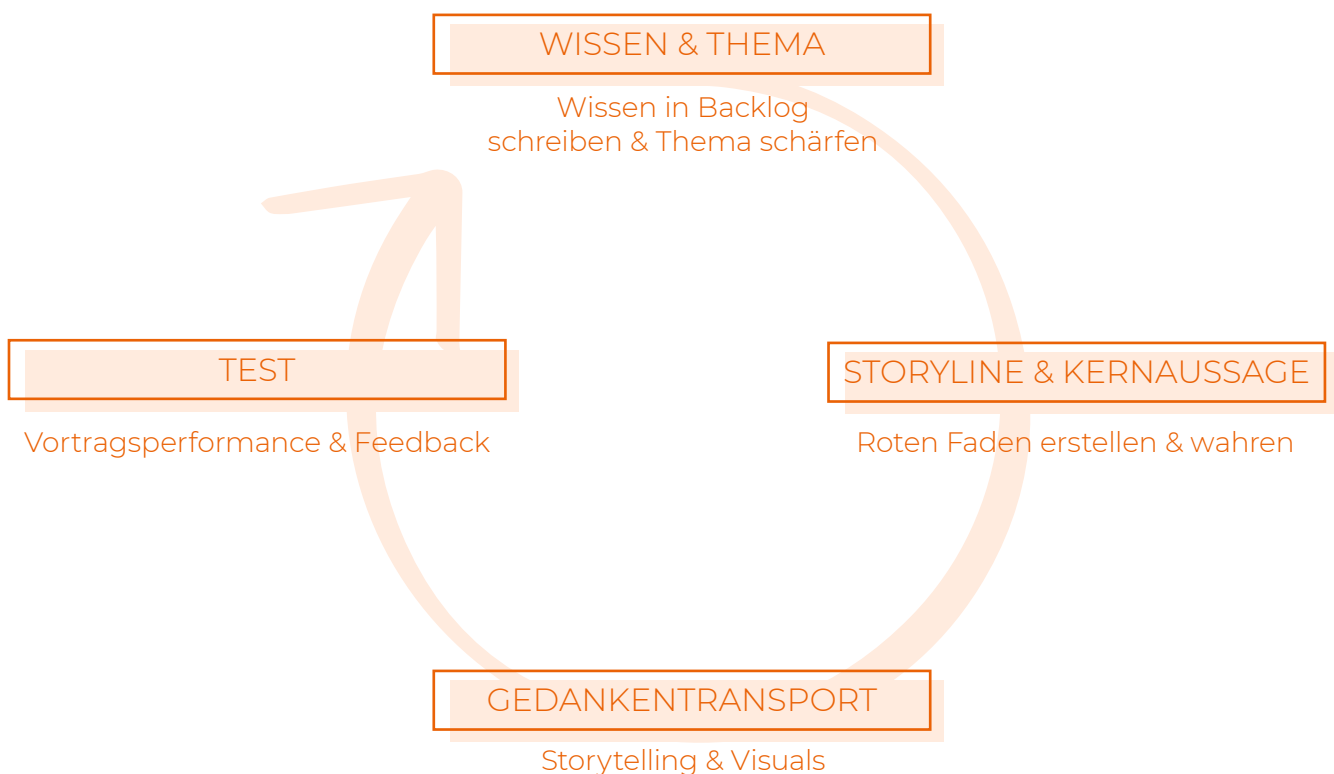 WISSEN & THEMA
Wissen in Backlog
schreiben & Thema schärfen
TEST
Vortragsperformance & Feedback
STORYLINE & KERNAUSSAGE
Roten Faden erstellen & wahren
GEDANKENTRANSPORT
Storytelling & Visuals